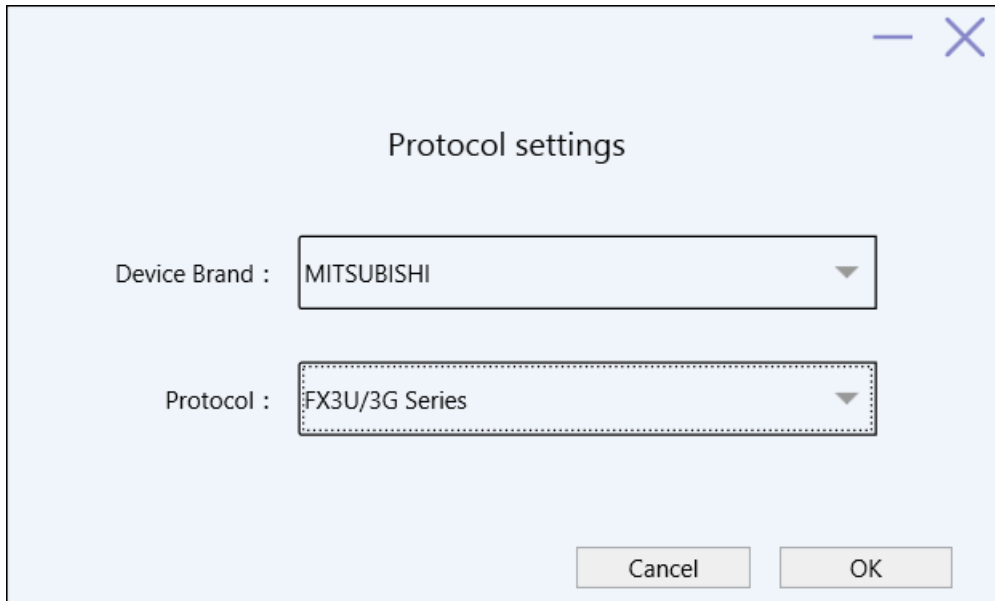 Protocol settings
Device Brand : MITSUBISHI
Protocol : FX3U/3G Series
Cancel OK